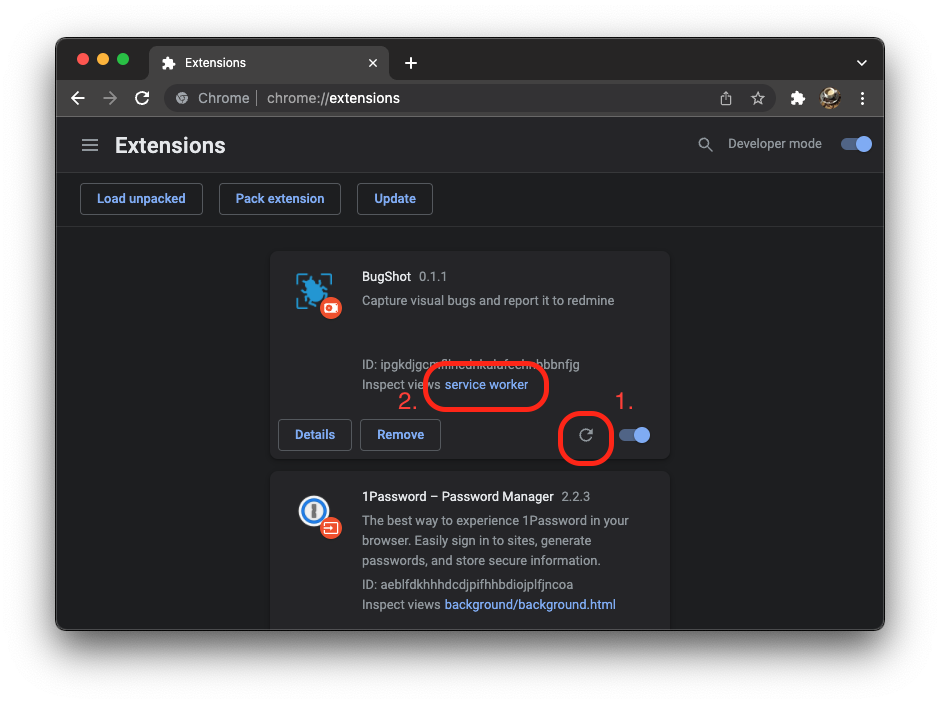 Extensions
Chrome | chrome://extensions
Extensions
Developer mode
Load unpacked
Pack extension
Update
BugShot 0.1.1
Capture visual bugs and report it to redmine
ID:
Inspect views service worker
2.
1.
Details
Remove
1Password – Password Manager 2.2.3
The best way to experience 1Password in your
browser. Easily sign in to sites, generate
passwords, and store secure information.
ID: aeblfdkhhhdcdjpifhhbdiojplfjncoa
Inspect views background/background.html